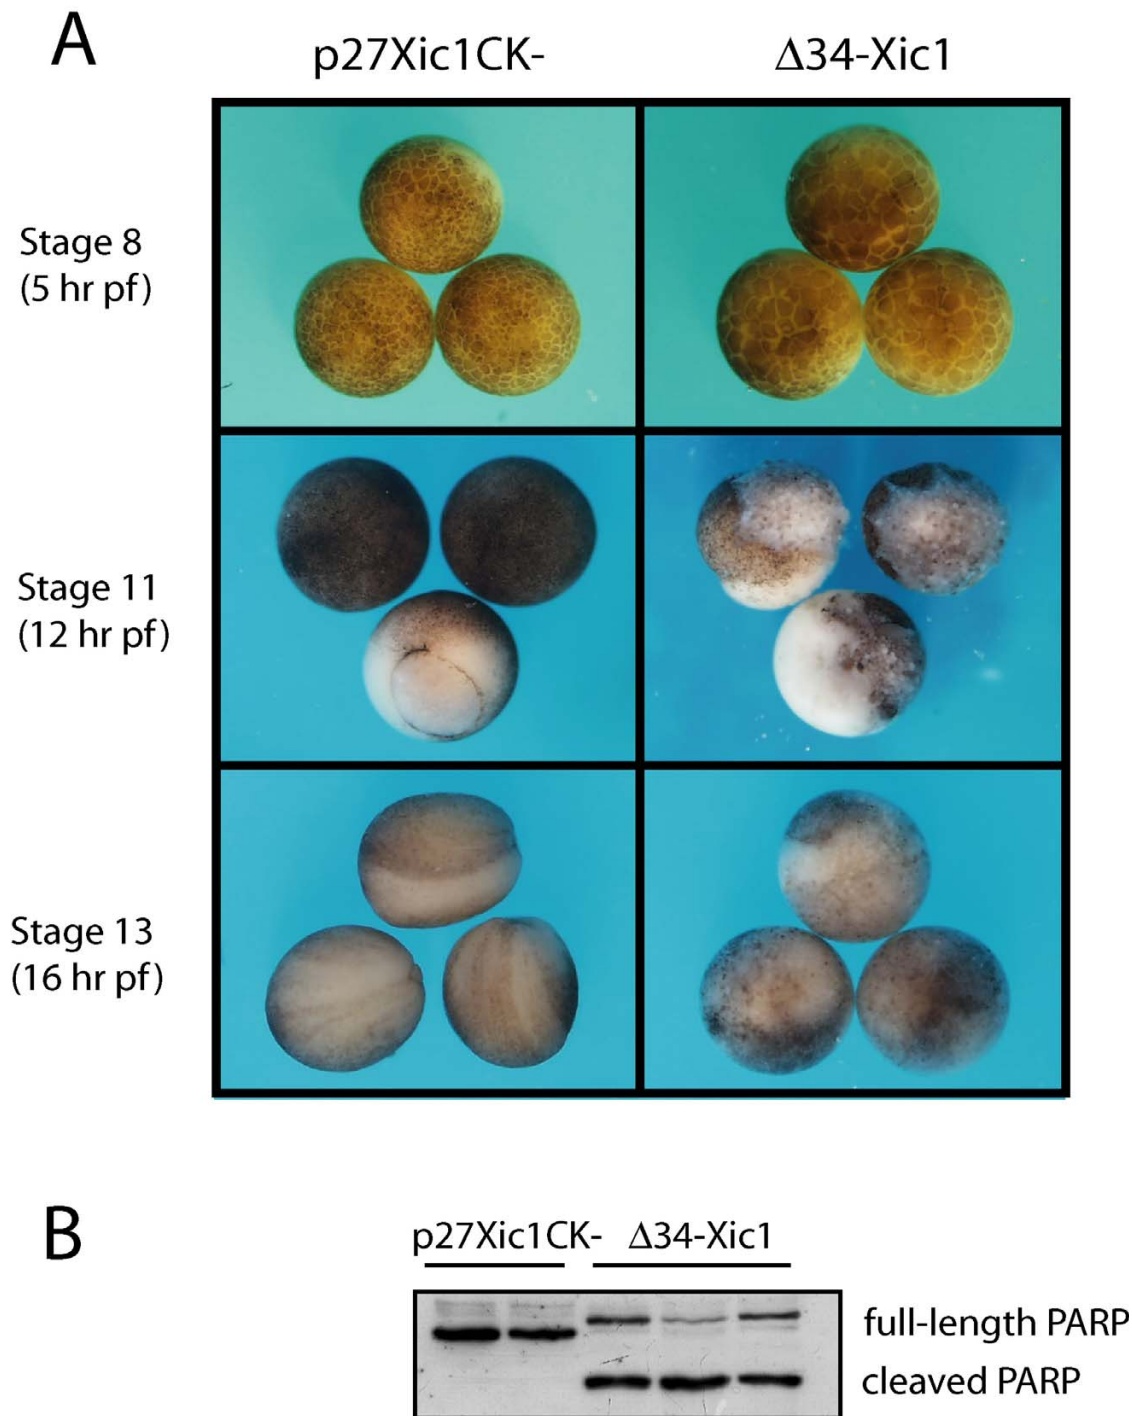 A
p27Xic1CK-
Δ34-Xic1
Stage 8
(5 hr pf)
Stage 11
(12 hr pf)
Stage 13
(16 hr pf)
B
p27Xic1CK- Δ34-Xic1
full-length PARP
cleaved PARP